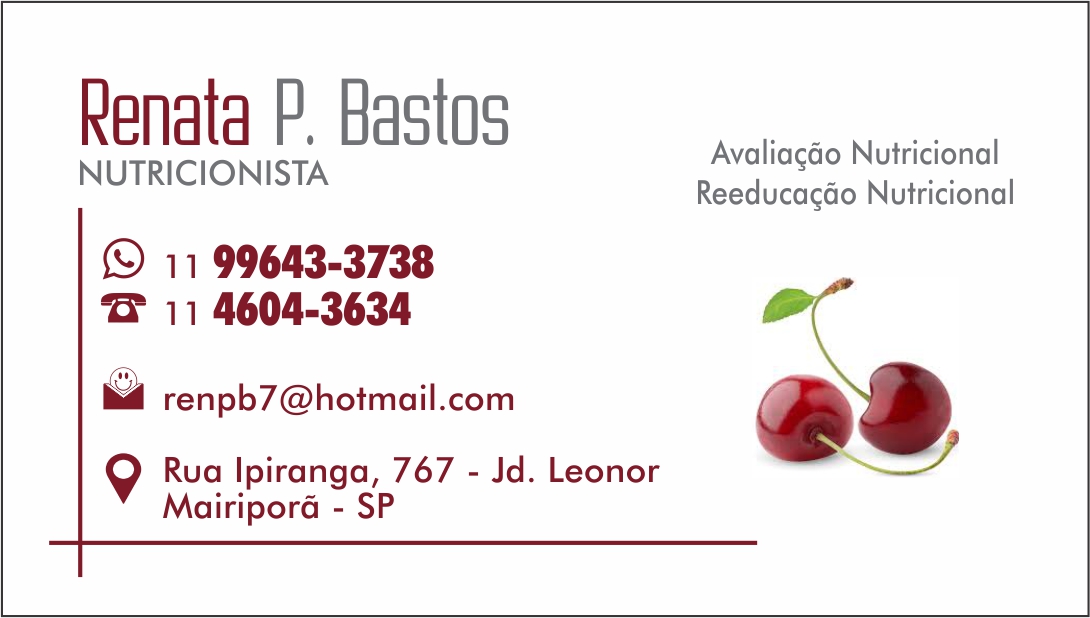 Renata P. Bastos
NUTRICIONISTA
Avaliação Nutricional
Reeducação Nutricional
11 99643-3738
11 4604-3634
renpb7@hotmail.com
Rua Ipiranga, 767 - Jd. Leonor
Mairiporã - SP